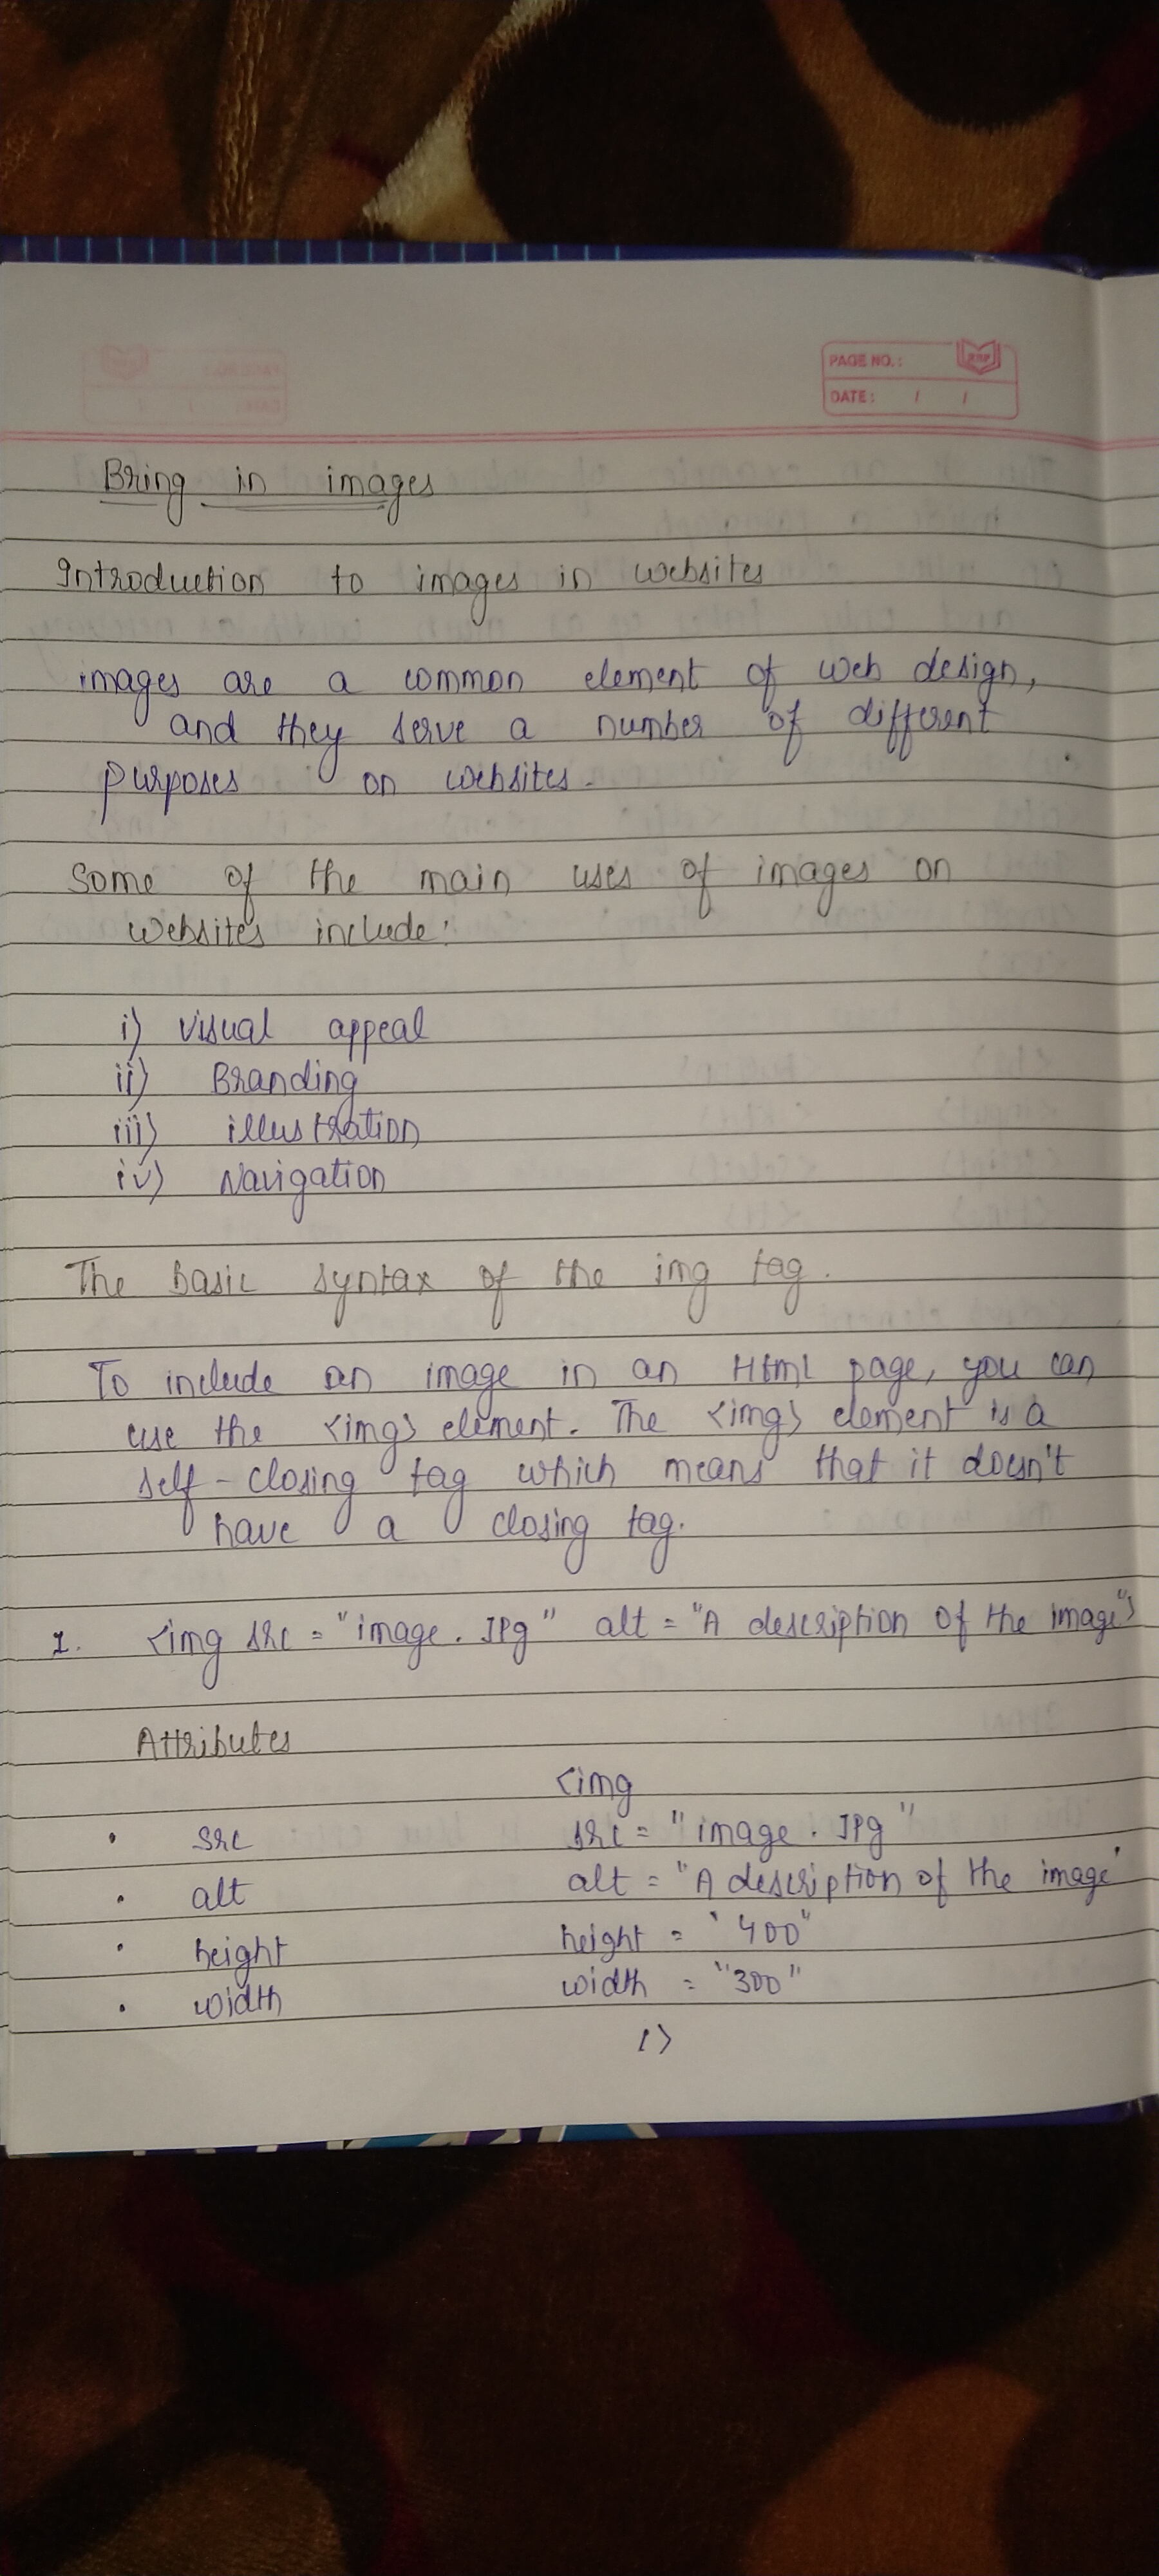 PAGE NO.:
DATE: / /
Bring in images
Introduction to images in websites
images are a common element of web design,
and they serve a number of different
purposes on websites.
Some of the main uses of images on
websites include:
i) visual appeal
ii) Branding
iii) illustration
iv) Navigation
The basic syntax of the img tag.
To include an image in an Html page, you can
use the <img> element. The <img> element is a
self-closing tag which means that it doesn't
have a closing tag.
1. <img src = "image.JPg" alt = "A description of the image">
Attributes
<img
• src src = "image.JPg"
• alt alt = "A description of the image"
• height height = "400"
• width width = "300"
/>